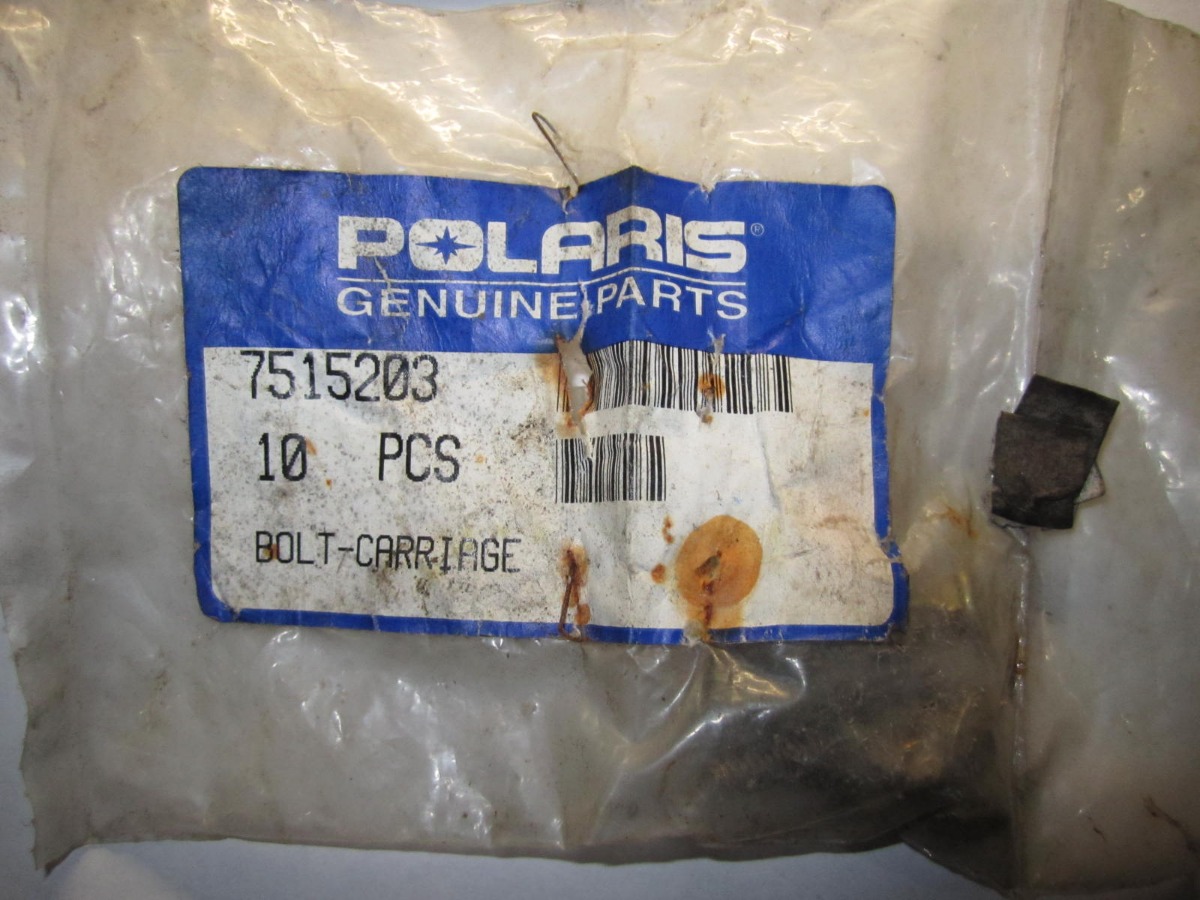 POLARIS®
GENUINE PARTS
7515203
10 PCS
BOLT-CARRIAGE